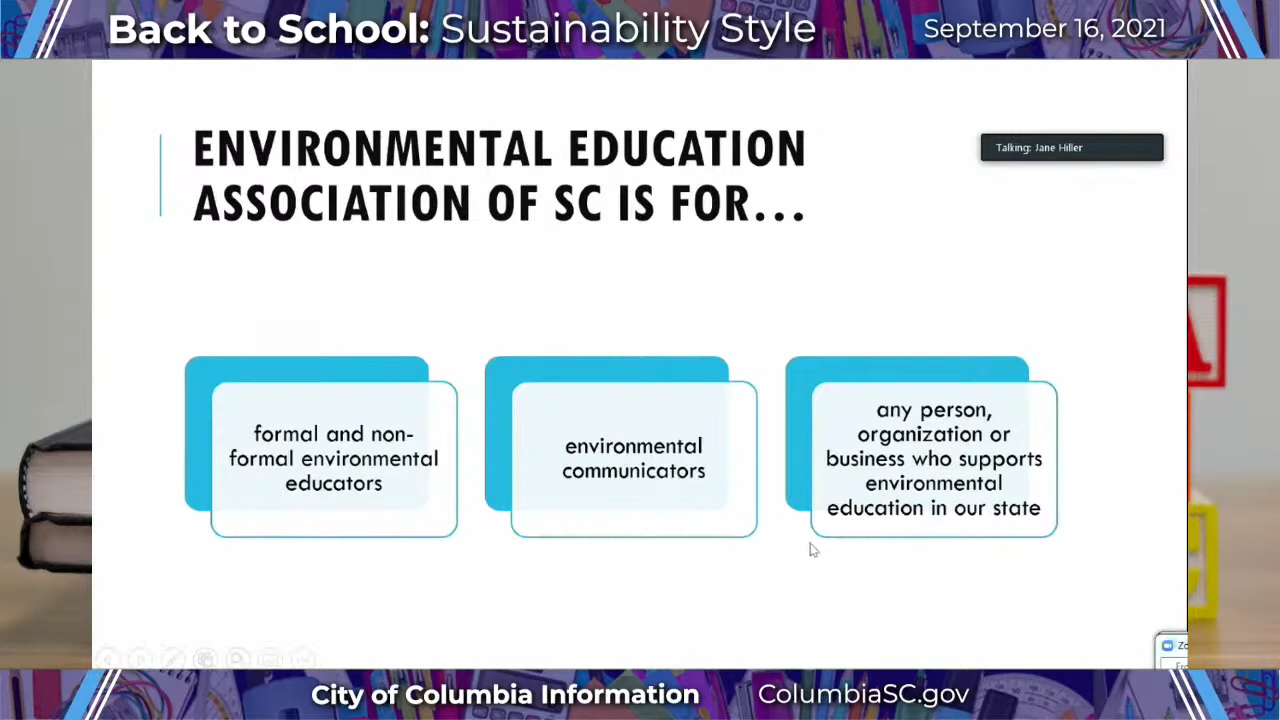 Back to School: Sustainability Style
September 16, 2021
ENVIRONMENTAL EDUCATION
ASSOCIATION OF SC IS FOR...
Talking: Jane Hiller
formal and non-
formal environmental
educators
environmental
communicators
any person,
organization or
business who supports
environmental
education in our state
City of Columbia Information
ColumbiaSC.gov